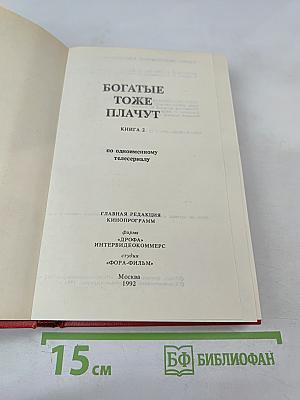 БОГАТЫЕ
ТОЖЕ
ПЛАЧУТ
КНИГА 2
по одноименному
телесериалу
ГЛАВНАЯ РЕДАКЦИЯ
КИНОПРОГРАММ
фирма
«ДРОФА»
ИНТЕРВИДЕОКОММЕРС
студия
«ФОРА-ФИЛЬМ»
Москва
1992
15 см
БФ БИБЛИОФАН